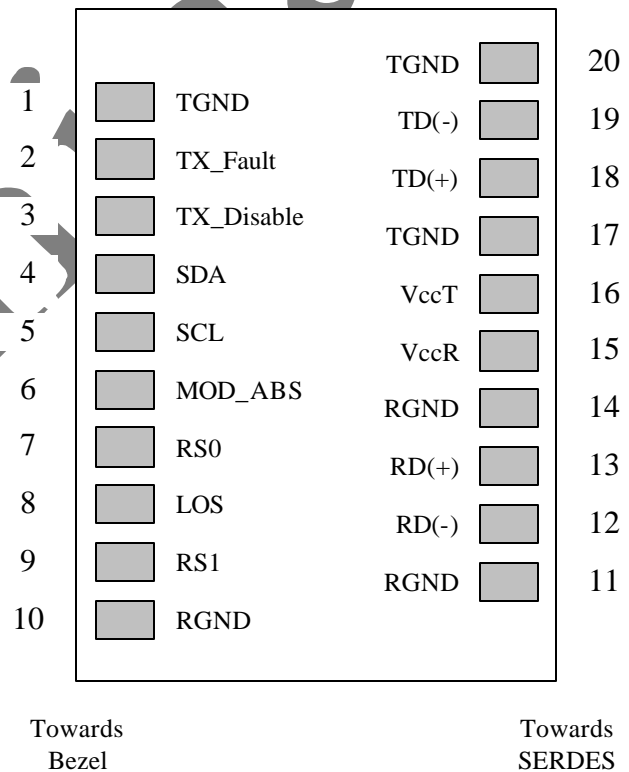 TGND 20
1 TGND
TD(-) 19
2 TX_Fault
TD(+) 18
3 TX_Disable
TGND 17
4 SDA
VccT 16
5 SCL
VccR 15
6 MOD_ABS
RGND 14
7 RS0
RD(+) 13
8 LOS
RD(-) 12
9 RS1
RGND 11
10 RGND
Towards
Bezel
Towards
SERDES